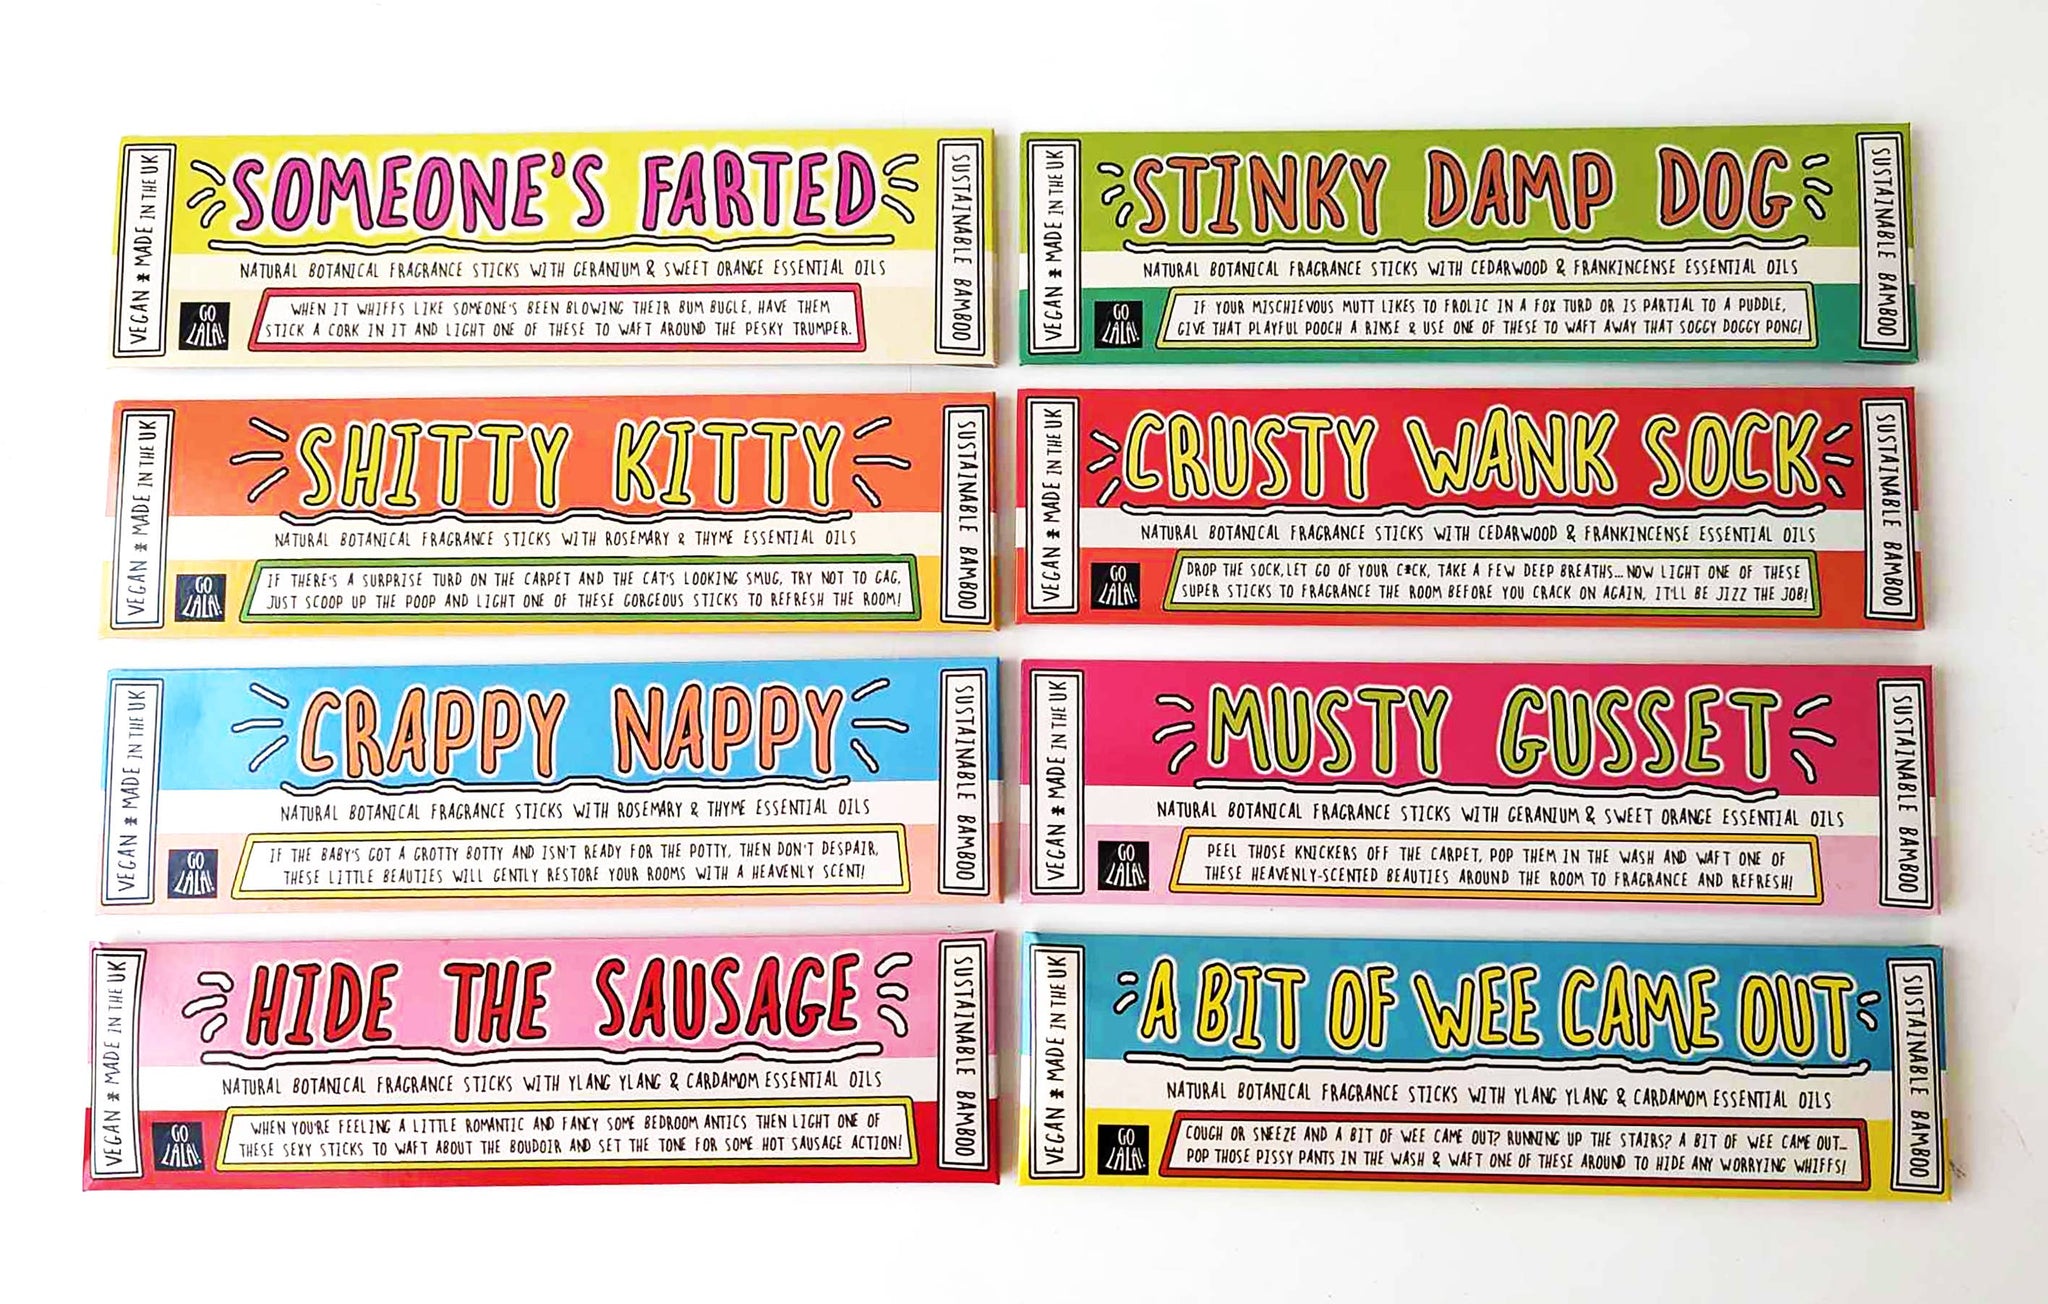 VEGAN * MADE IN THE UK
SOMEONE'S FARTED
NATURAL BOTANICAL FRAGRANCE STICKS WITH GERANIUM & SWEET ORANGE ESSENTIAL OILS
GO
LALA!
WHEN IT WHIFFS LIKE SOMEONE'S BEEN BLOWING THEIR BUM BUGLE, HAVE THEM
STICK A CORK IN IT AND LIGHT ONE OF THESE TO WAFT AROUND THE PESKY TRUMPER.
SUSTAINABLE BAMBOO
VEGAN * MADE IN THE UK
STINKY DAMP DOG
NATURAL BOTANICAL FRAGRANCE STICKS WITH CEDARWOOD & FRANKINCENSE ESSENTIAL OILS
GO
LALA!
IF YOUR MISCHIEVOUS MUTT LIKES TO FROLIC IN A FOX TURD OR IS PARTIAL TO A PUDDLE,
GIVE THAT PLAYFUL POOCH A RINSE & USE ONE OF THESE TO WAFT AWAY THAT SOGGY DOGGY PONG!
SUSTAINABLE BAMBOO
VEGAN * MADE IN THE UK
SHITTY KITTY
NATURAL BOTANICAL FRAGRANCE STICKS WITH ROSEMARY & THYME ESSENTIAL OILS
GO
LALA!
IF THERE'S A SURPRISE TURD ON THE CARPET AND THE CAT'S LOOKING SMUG, TRY NOT TO GAG,
JUST SCOOP UP THE POOP AND LIGHT ONE OF THESE GORGEOUS STICKS TO REFRESH THE ROOM!
SUSTAINABLE BAMBOO
VEGAN * MADE IN THE UK
CRUSTY WANK SOCK
NATURAL BOTANICAL FRAGRANCE STICKS WITH CEDARWOOD & FRANKINCENSE ESSENTIAL OILS
GO
LALA!
DROP THE SOCK, LET GO OF YOUR C*CK, TAKE A FEW DEEP BREATHS... NOW LIGHT ONE OF THESE
SUPER STICKS TO FRAGRANCE THE ROOM BEFORE YOU CRACK ON AGAIN, IT'LL BE JIZZ THE JOB!
SUSTAINABLE BAMBOO
VEGAN * MADE IN THE UK
CRAPPY NAPPY
NATURAL BOTANICAL FRAGRANCE STICKS WITH ROSEMARY & THYME ESSENTIAL OILS
GO
LALA!
IF THE BABY'S GOT A GROTTY BOTTY AND ISN'T READY FOR THE POTTY, THEN DON'T DESPAIR,
THESE LITTLE BEAUTIES WILL GENTLY RESTORE YOUR ROOMS WITH A HEAVENLY SCENT!
SUSTAINABLE BAMBOO
VEGAN * MADE IN THE UK
MUSTY GUSSET
NATURAL BOTANICAL FRAGRANCE STICKS WITH GERANIUM & SWEET ORANGE ESSENTIAL OILS
GO
LALA!
PEEL THOSE KNICKERS OFF THE CARPET, POP THEM IN THE WASH AND WAFT ONE OF
THESE HEAVENLY-SCENTED BEAUTIES AROUND THE ROOM TO FRAGRANCE AND REFRESH!
SUSTAINABLE BAMBOO
VEGAN * MADE IN THE UK
HIDE THE SAUSAGE
NATURAL BOTANICAL FRAGRANCE STICKS WITH YLANG YLANG & CARDAMOM ESSENTIAL OILS
GO
LALA!
WHEN YOU'RE FEELING A LITTLE ROMANTIC AND FANCY SOME BEDROOM ANTICS THEN LIGHT ONE OF
THESE SEXY STICKS TO WAFT ABOUT THE BOUDOIR AND SET THE TONE FOR SOME HOT SAUSAGE ACTION!
SUSTAINABLE BAMBOO
VEGAN * MADE IN THE UK
A BIT OF WEE CAME OUT
NATURAL BOTANICAL FRAGRANCE STICKS WITH YLANG YLANG & CARDAMOM ESSENTIAL OILS
GO
LALA!
COUGH OR SNEEZE AND A BIT OF WEE CAME OUT? RUNNING UP THE STAIRS? A BIT OF WEE CAME OUT...
POP THOSE PISSY PANTS IN THE WASH & WAFT ONE OF THESE AROUND TO HIDE ANY WORRYING WHIFFS!
SUSTAINABLE BAMBOO